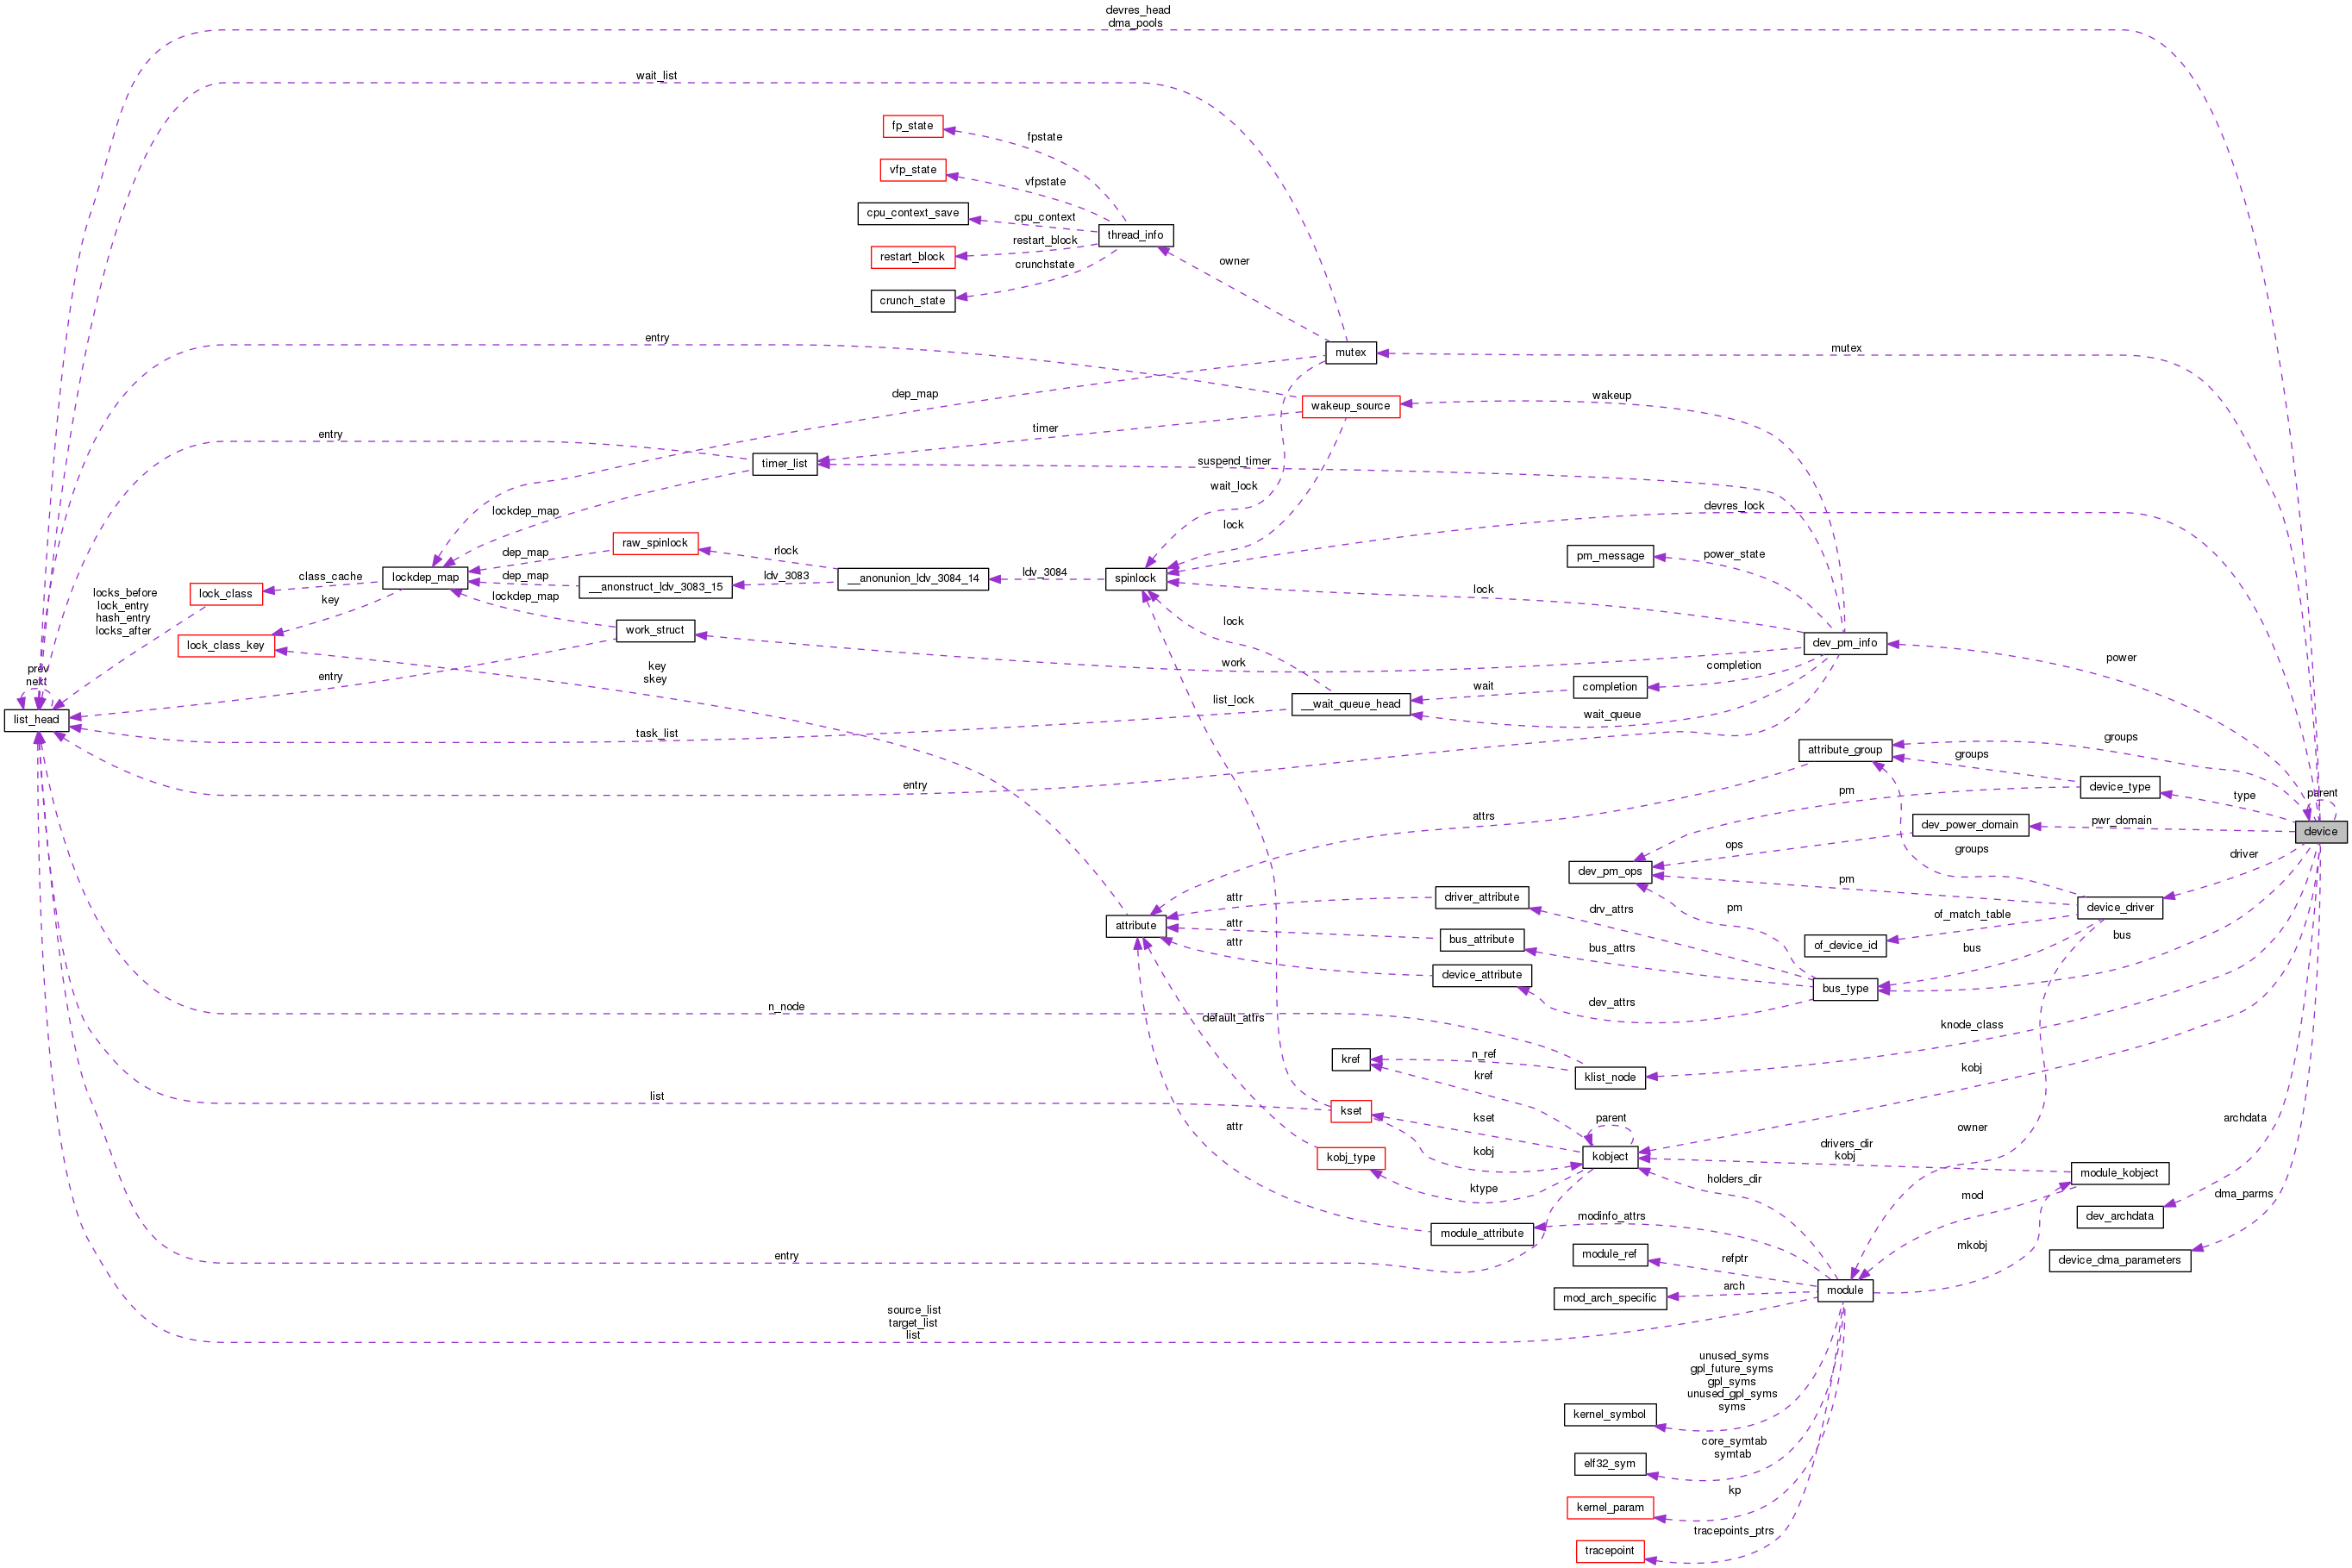 devres_head
dma_pools
wait_list
fp_state
fpstate
vfp_state
vfpstate
cpu_context_save
cpu_context
thread_info
restart_block
restart_block
crunchstate
crunch_state
owner
entry
mutex
mutex
dep_map
wakeup_source
wakeup
timer
entry
timer_list
suspend_timer
wait_lock
lockdep_map
devres_lock
lock
raw_spinlock
rlock
dep_map
pm_message
power_state
lockdep_map
class_cache
dep_map
__anonstruct_ldv_3083_15
ldv_3083
__anonunion_ldv_3084_14
ldv_3084
spinlock
lock
lock_class
locks_before
lock_entry
hash_entry
locks_after
key
lockdep_map
work_struct
lock
lock_class_key
dev_pm_info
power
prev
next
entry
key
skey
work
completion
completion
wait
list_lock
__wait_queue_head
wait_queue
list_head
task_list
attribute_group
groups
groups
device_type
type
parent
entry
pm
attrs
dev_power_domain
pwr_domain
device
ops
groups
driver
dev_pm_ops
pm
driver_attribute
attr
drv_attrs
pm
device_driver
attribute
attr
bus_attribute
bus_attrs
of_device_id
of_match_table
bus
bus
attr
device_attribute
dev_attrs
bus_type
n_node
default_attrs
knode_class
kref
n_ref
kref
klist_node
kobj
list
kset
kset
parent
archdata
attr
kobj_type
kobj
kobject
owner
drivers_dir
kobj
module_kobject
ktype
holders_dir
mod
dma_parms
dev_archdata
modinfo_attrs
module_attribute
entry
module_ref
refptr
mkobj
device_dma_parameters
mod_arch_specific
arch
module
source_list
target_list
list
unused_syms
gpl_future_syms
gpl_syms
unused_gpl_syms
syms
kernel_symbol
core_symtab
symtab
elf32_sym
kp
kernel_param
tracepoints_ptrs
tracepoint